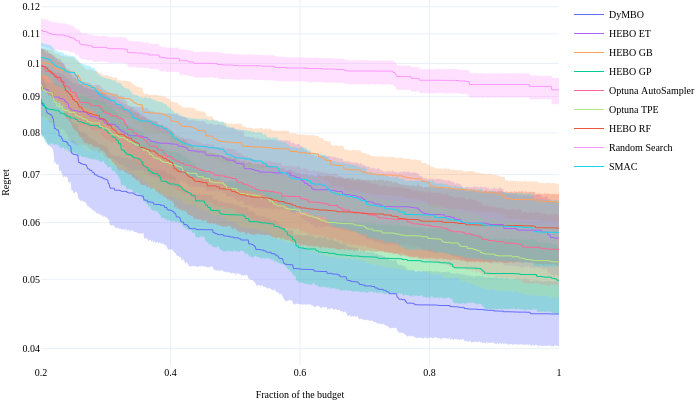 0.12
0.11
0.1
0.09
0.08
0.07
0.06
0.05
0.04
Regret
0.2
0.4
0.6
0.8
1
Fraction of the budget
DyMBO
HEBO ET
HEBO GB
HEBO GP
Optuna AutoSampler
Optuna TPE
HEBO RF
Random Search
SMAC